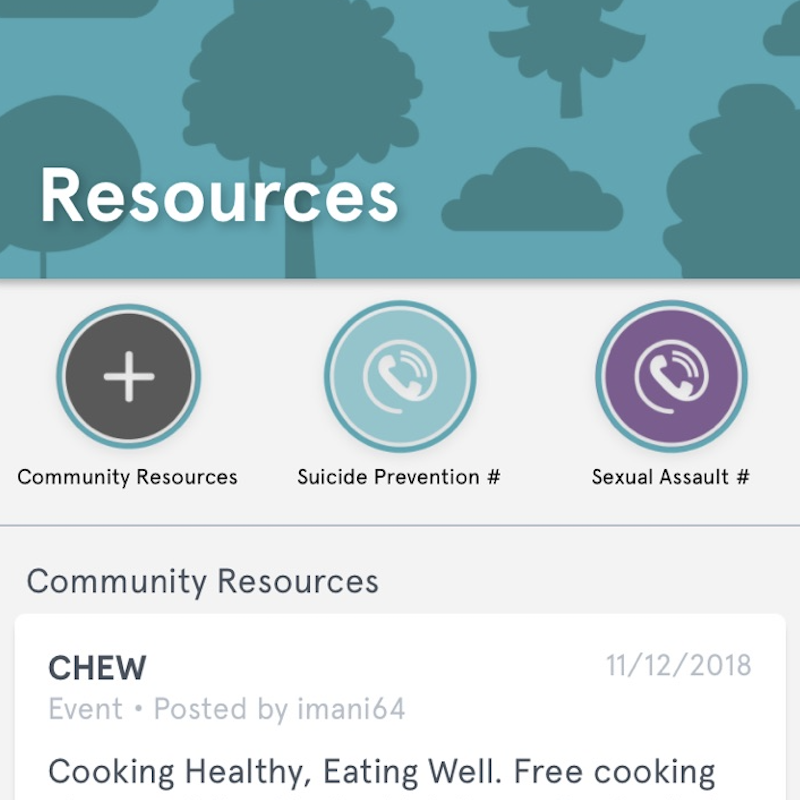 Resources
Community Resources
Suicide Prevention #
Sexual Assault #
Community Resources
CHEW
11/12/2018
Event • Posted by imani64
Cooking Healthy, Eating Well. Free cooking